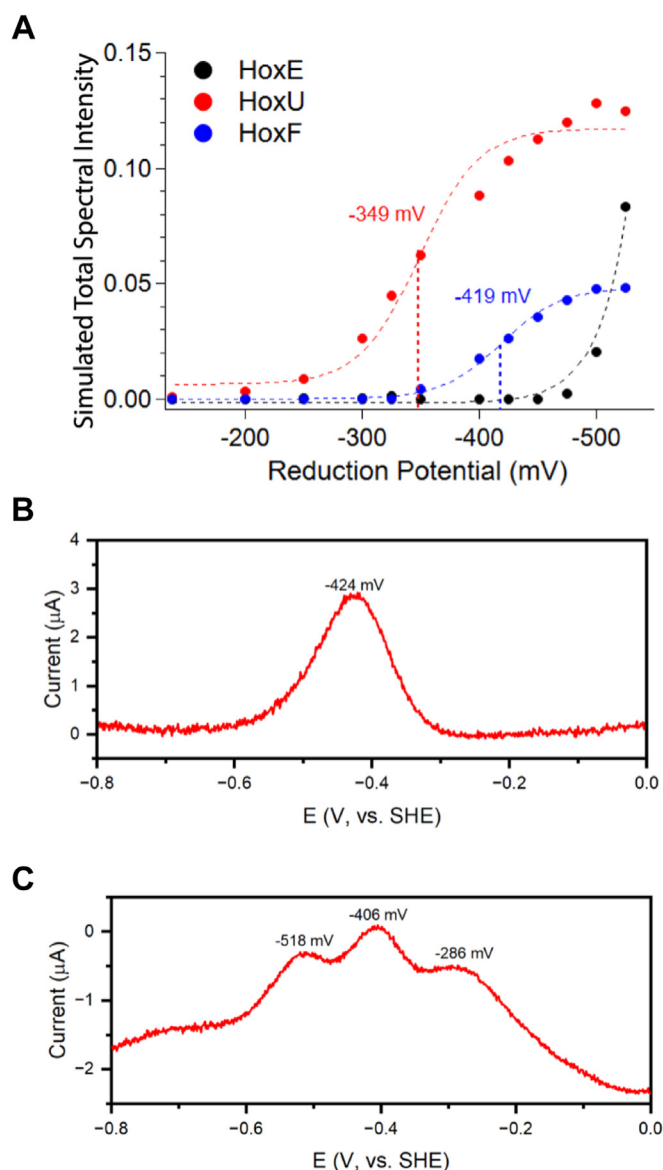 A
Simulated Total Spectral Intensity
0.15
0.10
0.05
0.00
HoxE
HoxU
HoxF
-349 mV
-419 mV
-200
-300
-400
-500
Reduction Potential (mV)
B
Current (μA)
4
3
2
1
0
-424 mV
−0.8
−0.6
−0.4
−0.2
0.0
E (V, vs. SHE)
C
Current (μA)
0
−1
−2
-518 mV
-406 mV
-286 mV
−0.8
−0.6
−0.4
−0.2
0.0
E (V, vs. SHE)